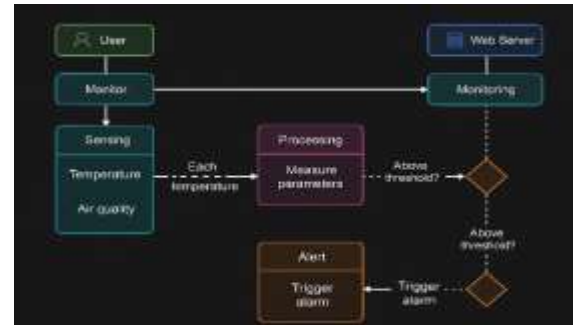 User
Web Server
Monitor
Monitoring
Sensing
Temperature
Air quality
Each
temperature
Processing
Measure
parameters
Above
threshold?
Above
threshold?
Alert
Trigger
alarm
Trigger
alarm